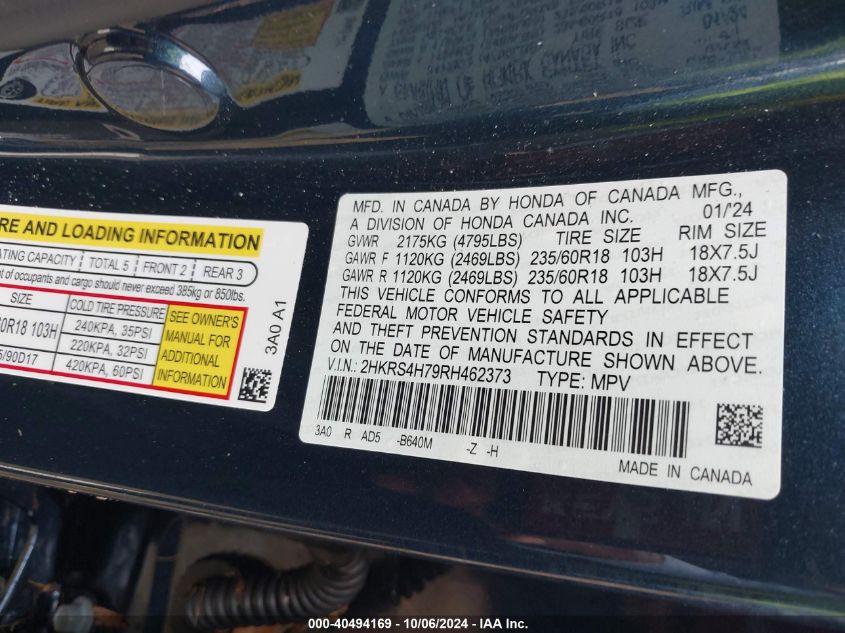 RE AND LOADING INFORMATION
ATING CAPACITY TOTAL 5 FRONT 2 REAR 3
of occupants and cargo should never exceed 385kg or 850lbs.
SIZE COLD TIRE PRESSURE
0R18 103H 240KPA, 35PSI
220KPA, 32PSI
5/90D17 420KPA, 60PSI
SEE OWNER'S
MANUAL FOR
ADDITIONAL
INFORMATION
3A0 A1
MFD. IN CANADA BY HONDA OF CANADA MFG.,
A DIVISION OF HONDA CANADA INC. 01/'24
GVWR 2175KG (4795LBS) TIRE SIZE RIM SIZE
GAWR F 1120KG (2469LBS) 235/60R18 103H 18X7.5J
GAWR R 1120KG (2469LBS) 235/60R18 103H 18X7.5J
THIS VEHICLE CONFORMS TO ALL APPLICABLE
FEDERAL MOTOR VEHICLE SAFETY
AND THEFT PREVENTION STANDARDS IN EFFECT
ON THE DATE OF MANUFACTURE SHOWN ABOVE.
V.I.N.: 2HKRS4H79RH462373 TYPE: MPV
3A0 R AD5 -B640M -Z -H
MADE IN CANADA
000-40494169 - 10/06/2024 - IAA Inc.